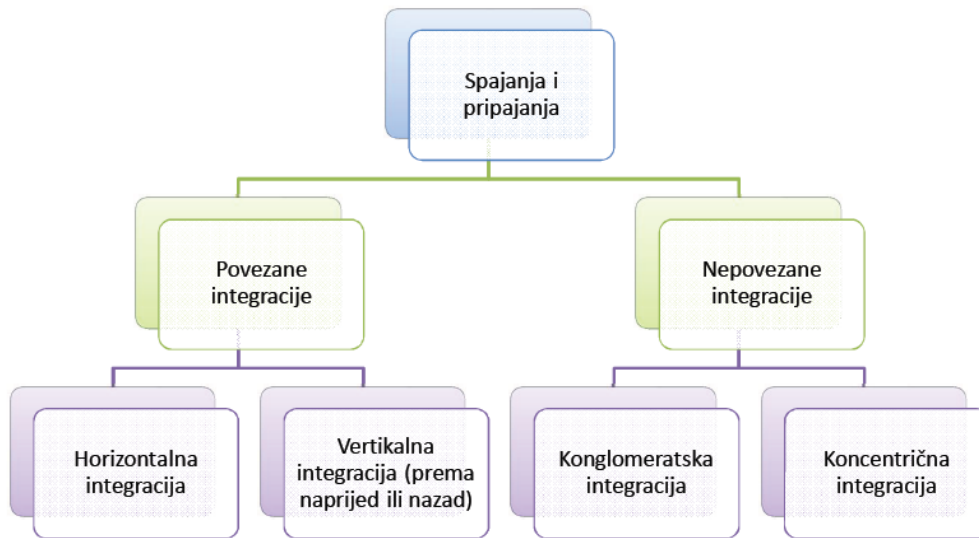 Spajanja i
pripajanja
Povezane
integracije
Nepovezane
integracije
Horizontalna
integracija
Vertikalna
integracija (prema
naprijed ili nazad)
Konglomeratska
integracija
Koncentrična
integracija